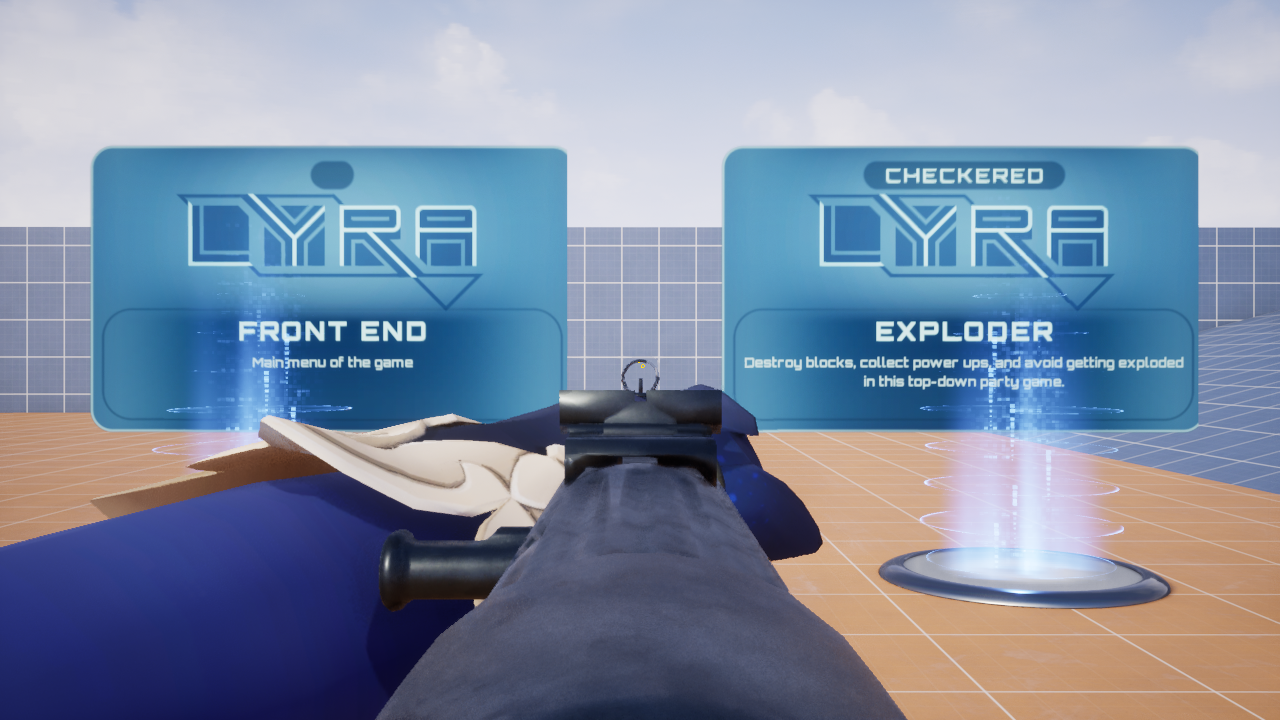 LYRA
FRONT END
Main menu of the game
CHECKERED
LYRA
EXPLODER
Destroy blocks, collect power ups, and avoid getting exploded
in this top-down party game.